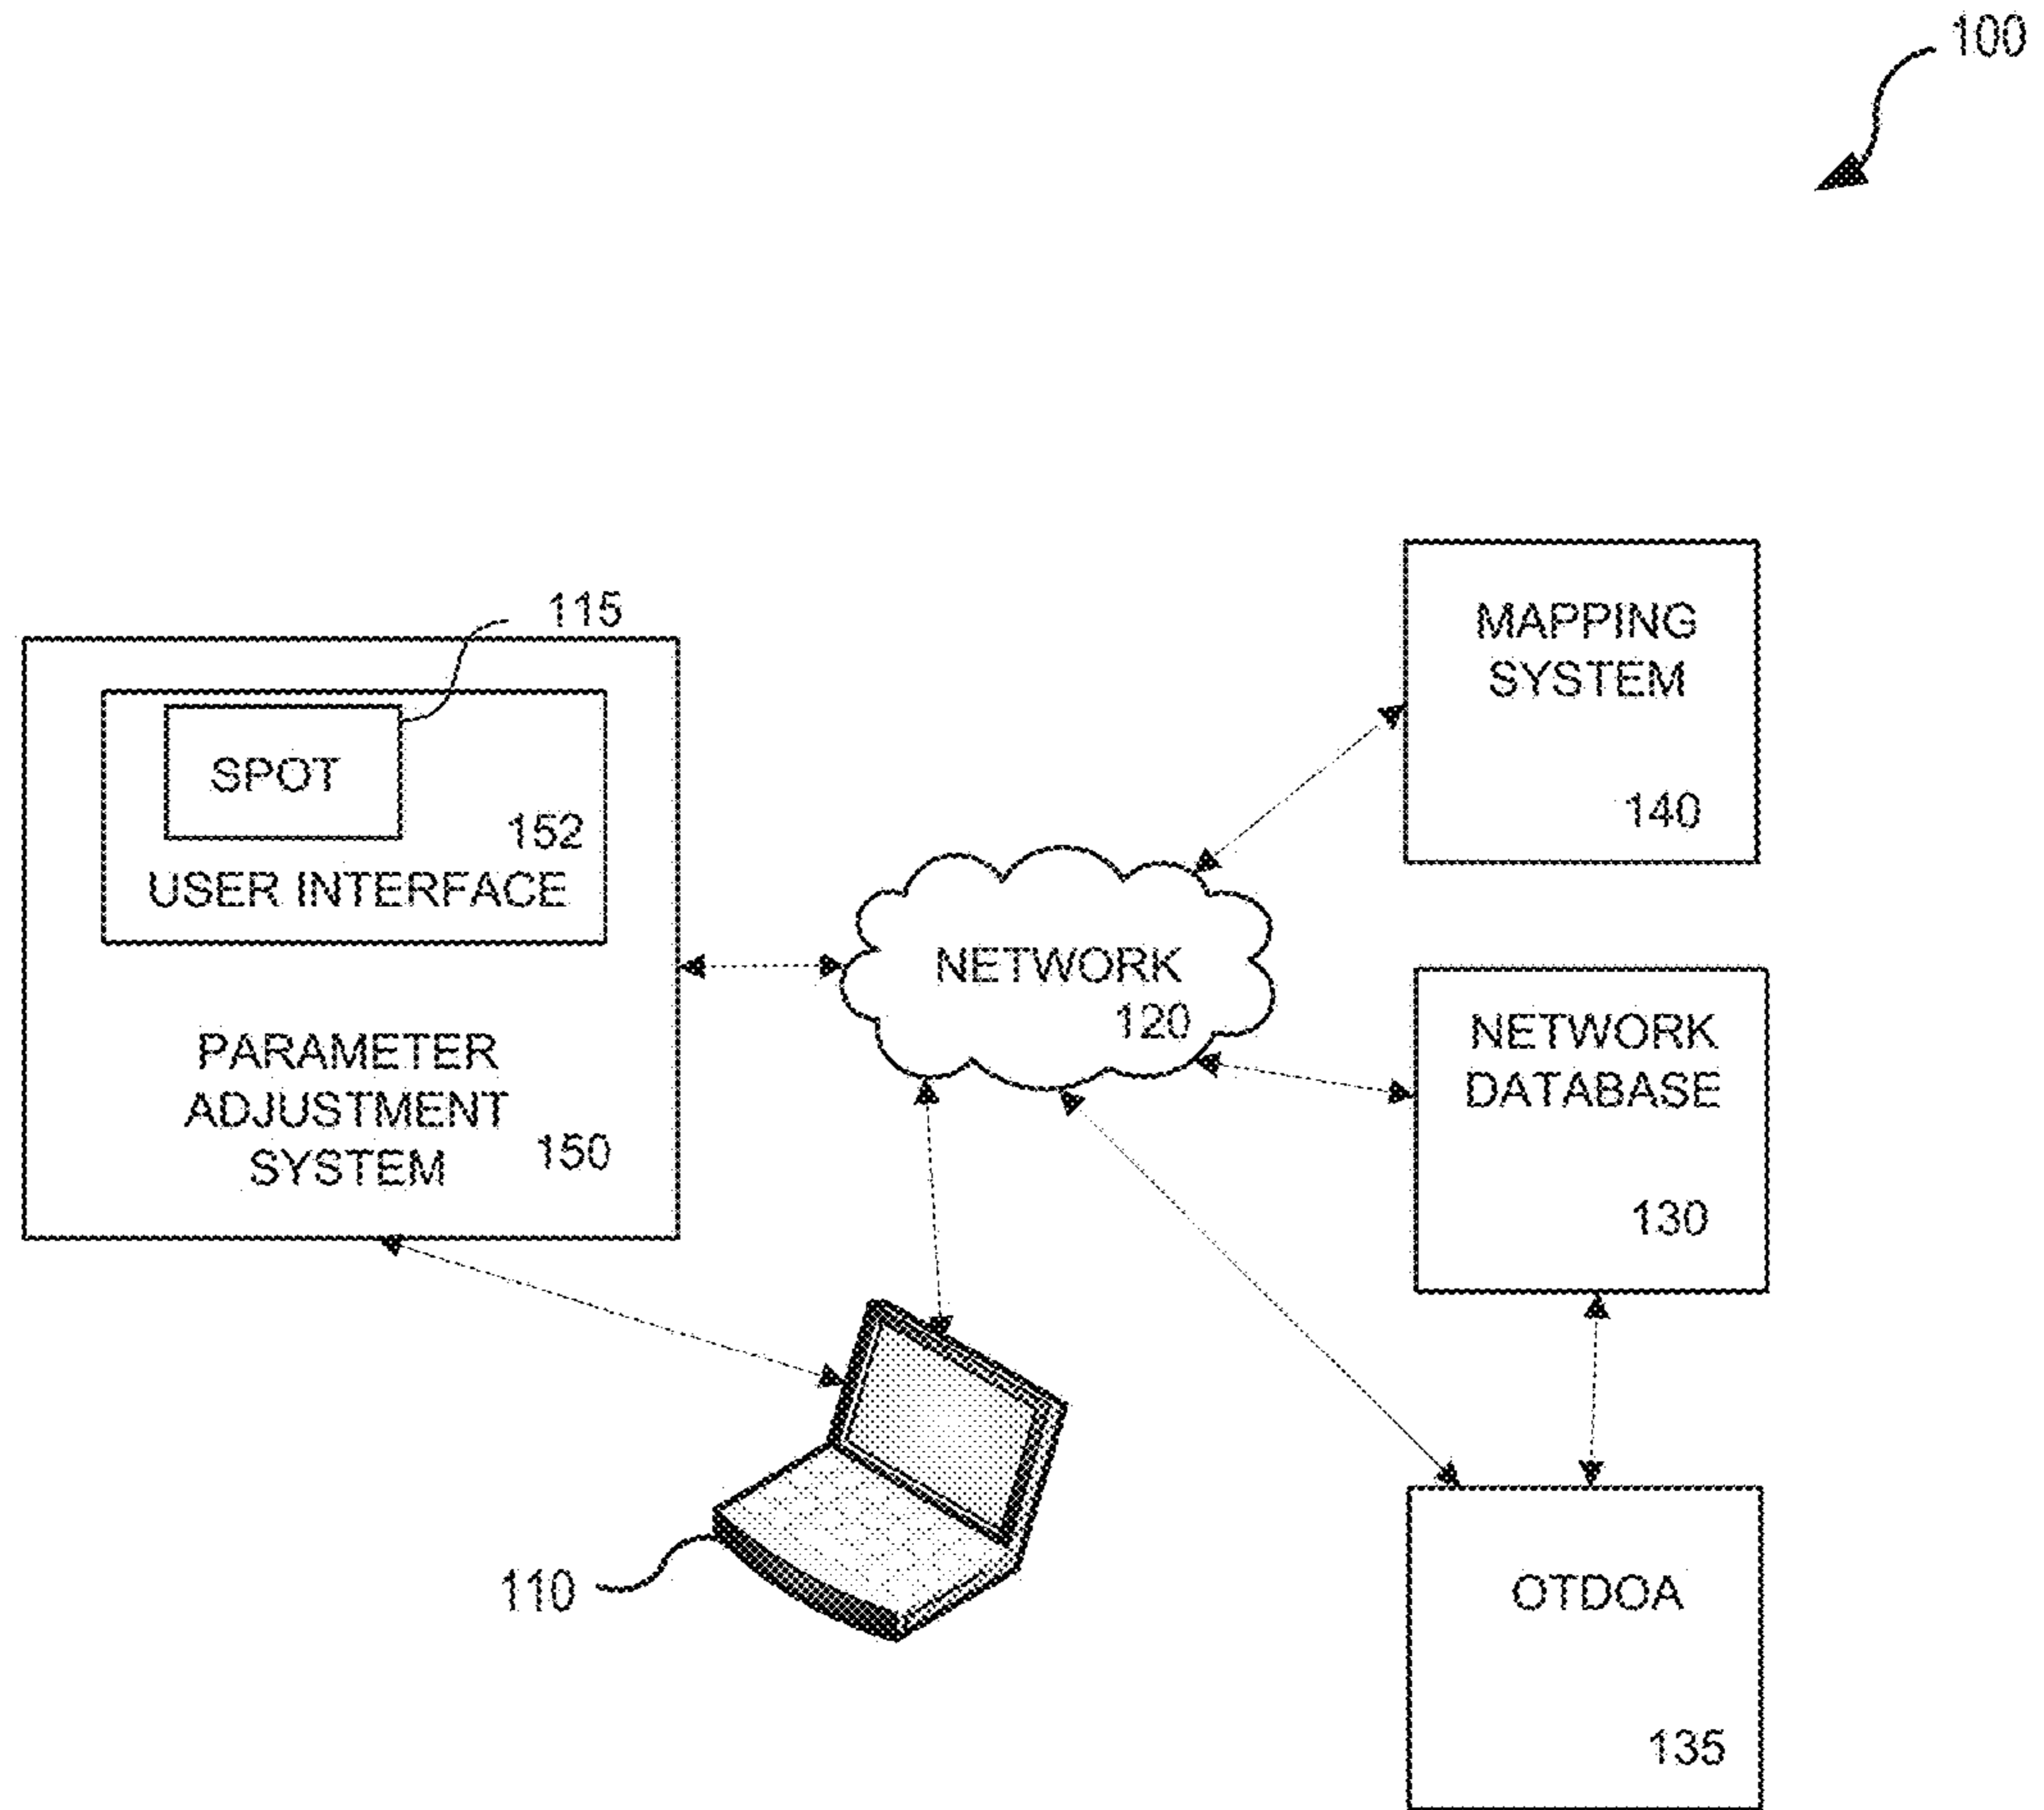 100
115
SPOT
152
USER INTERFACE
PARAMETER
ADJUSTMENT
SYSTEM
150
NETWORK
120
MAPPING
SYSTEM
140
NETWORK
DATABASE
130
110
OTDOA
135